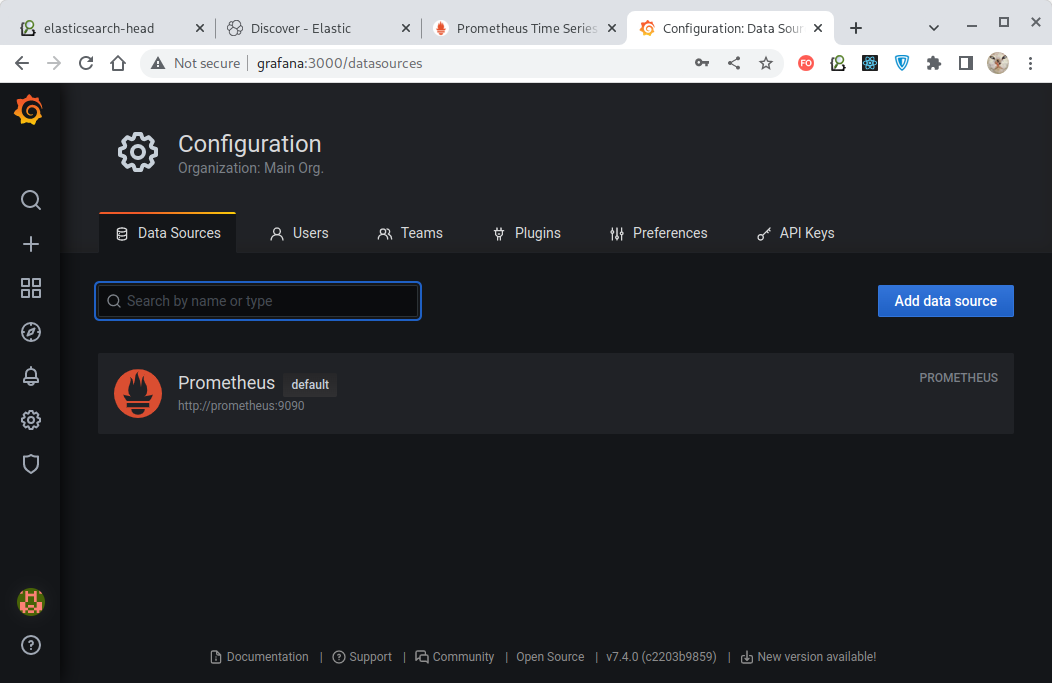 elasticsearch-head
Discover - Elastic
Prometheus Time Series
Configuration: Data Sour
Not secure
grafana:3000/datasources
FO
Configuration
Organization: Main Org.
Data Sources
Users
Teams
Plugins
Preferences
API Keys
Search by name or type
Add data source
Prometheus default
PROMETHEUS
http://prometheus:9090
Documentation | Support | Community | Open Source | v7.4.0 (c2203b9859) | New version available!